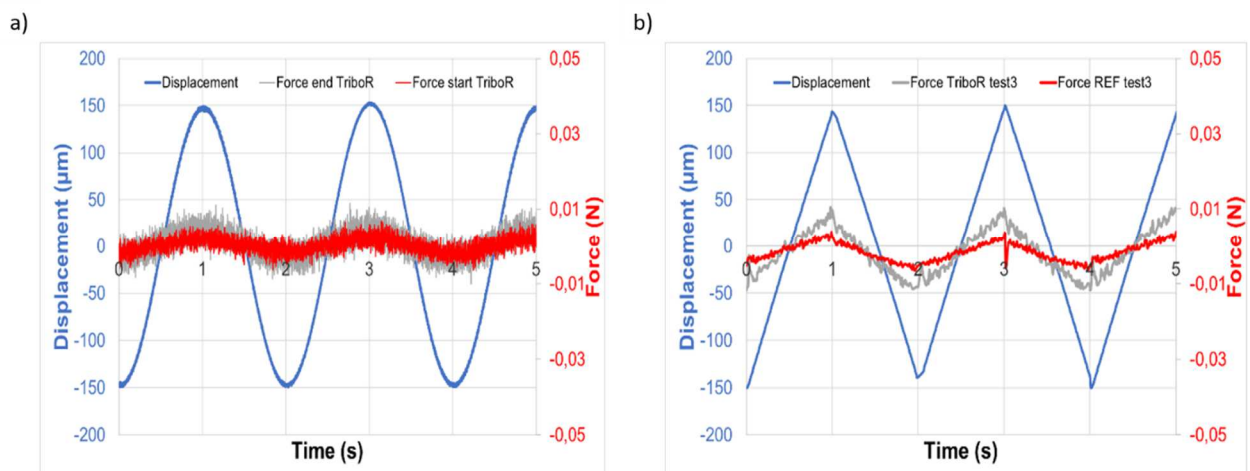 a)
200
150
100
50
0
-50
-100
-150
-200
Displacement (µm)
Displacement Force end TriboR Force start TriboR
0 1 2 3 4 5
Time (s)
0,05
0,03
0,01
-0,01
-0,03
-0,05
Force (N)
b)
200
150
100
50
0
-50
-100
-150
-200
Displacement (µm)
Displacement Force TriboR test3 Force REF test3
0 1 2 3 4 5
Time (s)
0,05
0,03
0,01
-0,01
-0,03
-0,05
Force (N)